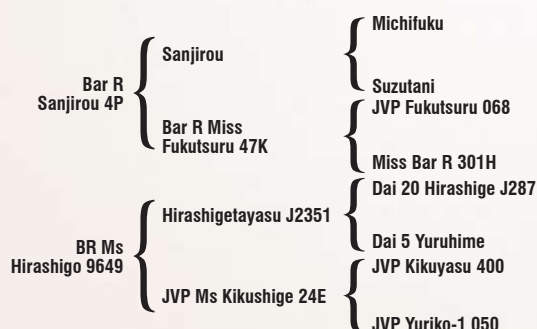 Michifuku
Sanjirou
Suzutani
Bar R
Sanjirou 4P
JVP Fukutsuru 068
Bar R Miss
Fukutsuru 47K
Miss Bar R 301H
Dai 20 Hirashige J287
Hirashigetayasu J2351
Dai 5 Yuruhime
BR Ms
Hirashigo 9649
JVP Kikuyasu 400
JVP Ms Kikushige 24E
JVP Yuriko-1 050